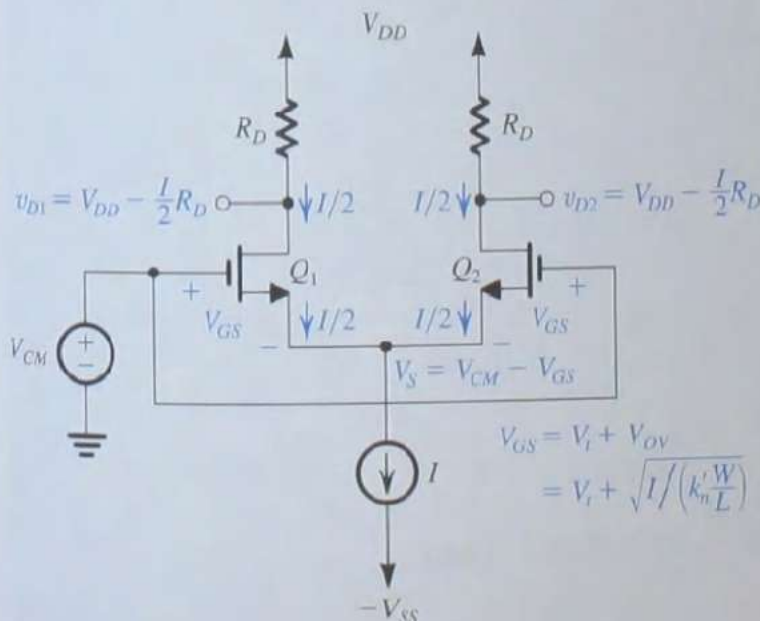 V_DD
R_D
R_D
v_D1 = V_DD − I/2 R_D
I/2
I/2
v_D2 = V_DD − I/2 R_D
Q_1
Q_2
+
+
V_GS
I/2
I/2
V_GS
−
−
V_CM
+
−
V_S = V_CM − V_GS
V_GS = V_t + V_OV
= V_t + √(I/(k'_n W/L))
I
−V_SS